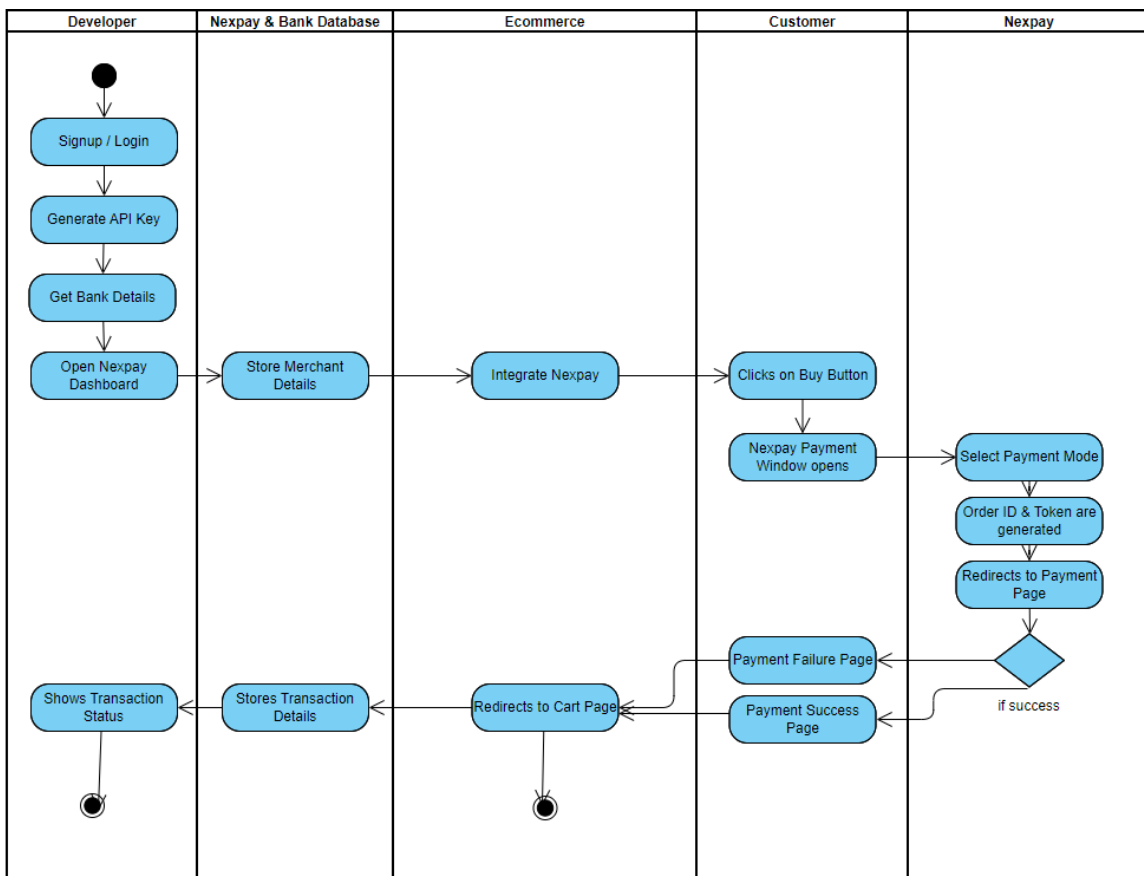 Developer
Nexpay & Bank Database
Ecommerce
Customer
Nexpay
Signup / Login
Generate API Key
Get Bank Details
Open Nexpay
Dashboard
Store Merchant
Details
Integrate Nexpay
Clicks on Buy Button
Nexpay Payment
Window opens
Select Payment Mode
Order ID & Token are
generated
Redirects to Payment
Page
Payment Failure Page
if success
Payment Success
Page
Redirects to Cart Page
Stores Transaction
Details
Shows Transaction
Status